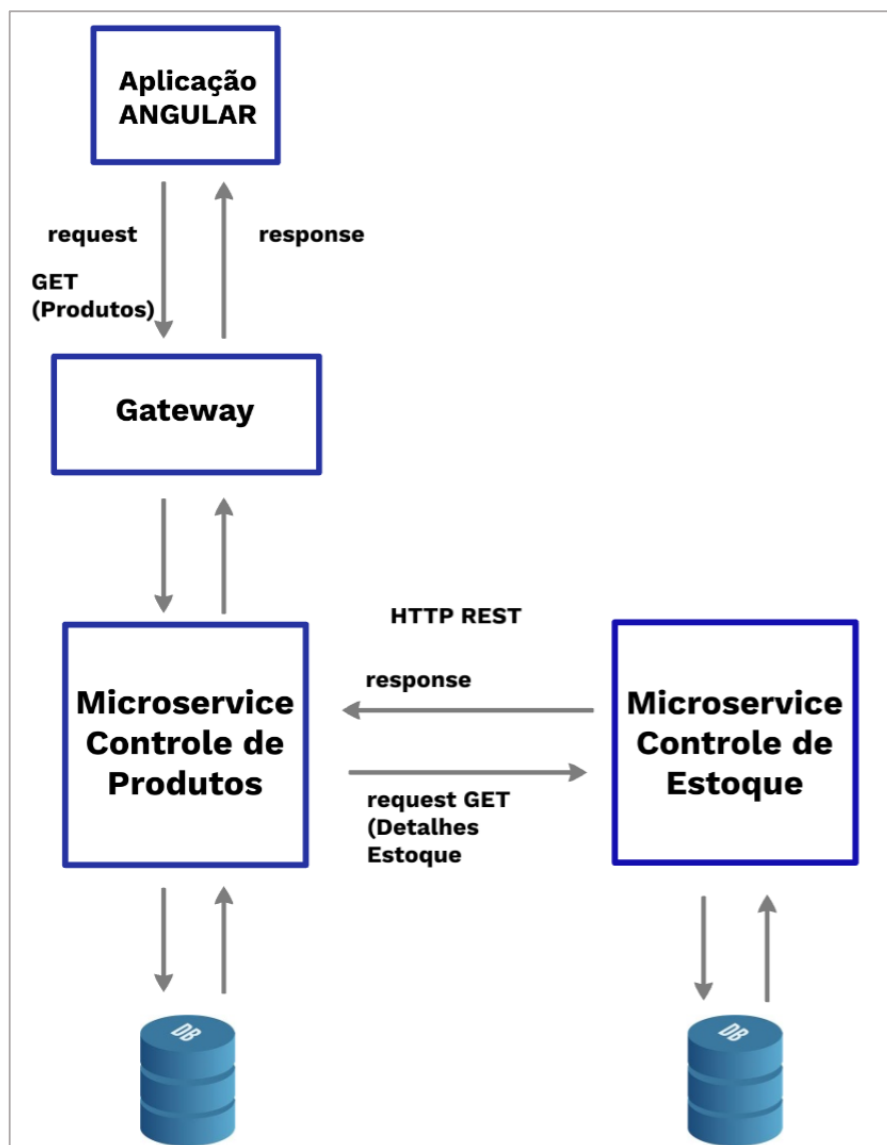 Aplicação
ANGULAR
request
response
GET
(Produtos)
Gateway
HTTP REST
Microservice
Controle de
Produtos
response
request GET
(Detalhes
Estoque
Microservice
Controle de
Estoque
DB
DB